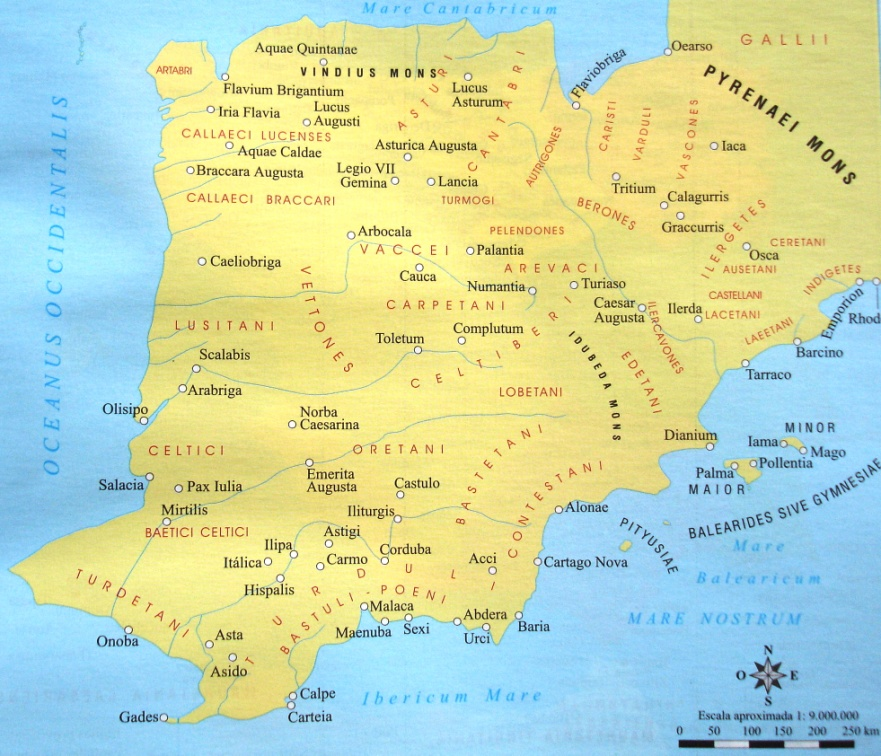 Mare Cantabricum
GALLII
Oearso
Aquae Quintanae
ARTABRI
VINDIUS MONS
ASTURI
CANTABRI
Flaviobriga
PYRENAEI MONS
Flavium Brigantium
Lucus
Asturum
Iria Flavia
Lucus
Augusti
CALLAECI LUCENSES
Aquae Caldae
Asturica Augusta
AUTRIGONES
CARISTI
VARDULI
VASCONES
Iaca
Braccara Augusta
Legio VII
Gemina
Lancia
Tritium
CALLAECI BRACCARI
TURMOGI
BERONES
Calagurris
Graccurris
ILERGETES
Arbocala
PELENDONES
CERETANI
VACCEI
Palantia
Osca
AUSETANI
Caeliobriga
Cauca
AREVACI
INDIGETES
VETTONES
Numantia
Turiaso
CASTELLANI
Emporion
Rhod
CARPETANI
Caesar
Augusta
ILERCAVONES
Ilerda
LACETANI
LAEETANI
LUSITANI
Toletum
Complutum
CELTIBERI
IDUBEDA MONS
EDETANI
Barcino
Scalabis
Tarraco
Arabriga
LOBETANI
OCEANUS OCCIDENTALIS
Olisipo
Norba
Caesarina
Dianium
MINOR
Iama
Mago
CELTICI
ORETANI
BASTETANI
CONTESTANI
Palma
Pollentia
MAIOR
Salacia
Pax Iulia
Emerita
Augusta
Castulo
BALEARIDES SIVE GYMNESIAE
Mirtilis
Iliturgis
Alonae
PITYUSIAE
BAETICI CELTICI
Astigi
Mare
Balearicum
Ilipa
Itálica
Carmo
Corduba
Acci
Cartago Nova
TURDETANI
Hispalis
TURDULI
BASTULI-POENI
MARE NOSTRUM
Malaca
Abdera
Onoba
Asta
Maenuba
Sexi
Urci
Baria
Asido
N
O
E
S
Calpe
Ibericum Mare
Gades
Carteia
Escala aproximada 1: 9.000.000
0 50 100 150 200 250 km